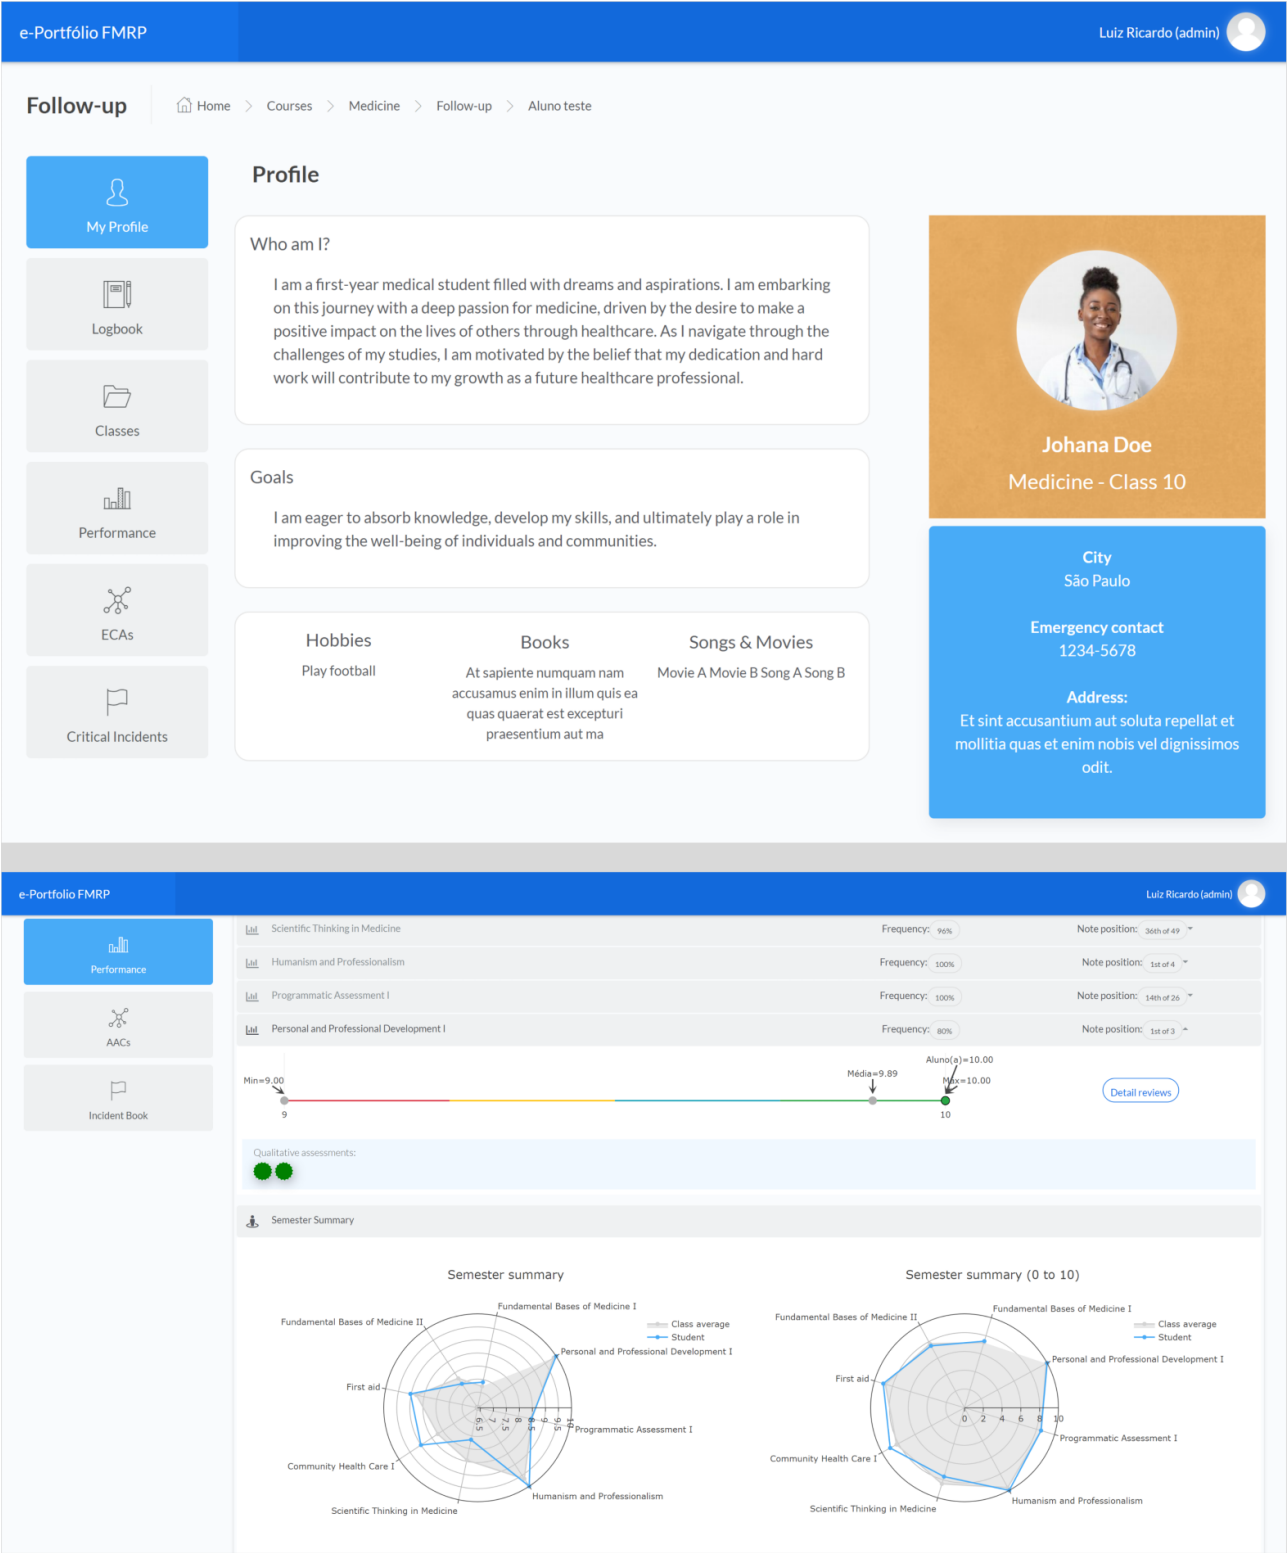 e-Portfólio FMRP
Luiz Ricardo (admin)
Follow-up
Home > Courses > Medicine > Follow-up > Aluno teste
My Profile
Logbook
Classes
Performance
ECAs
Critical Incidents
Profile
Who am I?
I am a first-year medical student filled with dreams and aspirations. I am embarking
on this journey with a deep passion for medicine, driven by the desire to make a
positive impact on the lives of others through healthcare. As I navigate through the
challenges of my studies, I am motivated by the belief that my dedication and hard
work will contribute to my growth as a future healthcare professional.
Goals
I am eager to absorb knowledge, develop my skills, and ultimately play a role in
improving the well-being of individuals and communities.
Hobbies
Play football
Books
At sapiente numquam nam
accusamus enim in illum quis ea
quas quaerat est excepturi
praesentium aut ma
Songs & Movies
Movie A Movie B Song A Song B
Johana Doe
Medicine - Class 10
City
São Paulo
Emergency contact
1234-5678
Address:
Et sint accusantium aut soluta repellat et
mollitia quas et enim nobis vel dignissimos
odit.
e-Portfolio FMRP
Luiz Ricardo (admin)
Performance
AACs
Incident Book
Scientific Thinking in Medicine Frequency: 96% Note position: 36th of 49
Humanism and Professionalism Frequency: 100% Note position: 1st of 4
Programmatic Assessment I Frequency: 100% Note position: 14th of 26
Personal and Professional Development I Frequency: 80% Note position: 1st of 3
Aluno(a)=10.00
Média=9.89
Min=9.00
Max=10.00
9
10
Detail reviews
Qualitative assessments:
Semester Summary
Semester summary
Fundamental Bases of Medicine I
Fundamental Bases of Medicine II
Class average
Student
Personal and Professional Development I
First aid
6.5 7 7.5 8 8.5 9 9.5 10
Programmatic Assessment I
Community Health Care I
Humanism and Professionalism
Scientific Thinking in Medicine
Semester summary (0 to 10)
Fundamental Bases of Medicine I
Fundamental Bases of Medicine II
Class average
Student
Personal and Professional Development I
First aid
0 2 4 6 8 10
Programmatic Assessment I
Community Health Care I
Humanism and Professionalism
Scientific Thinking in Medicine